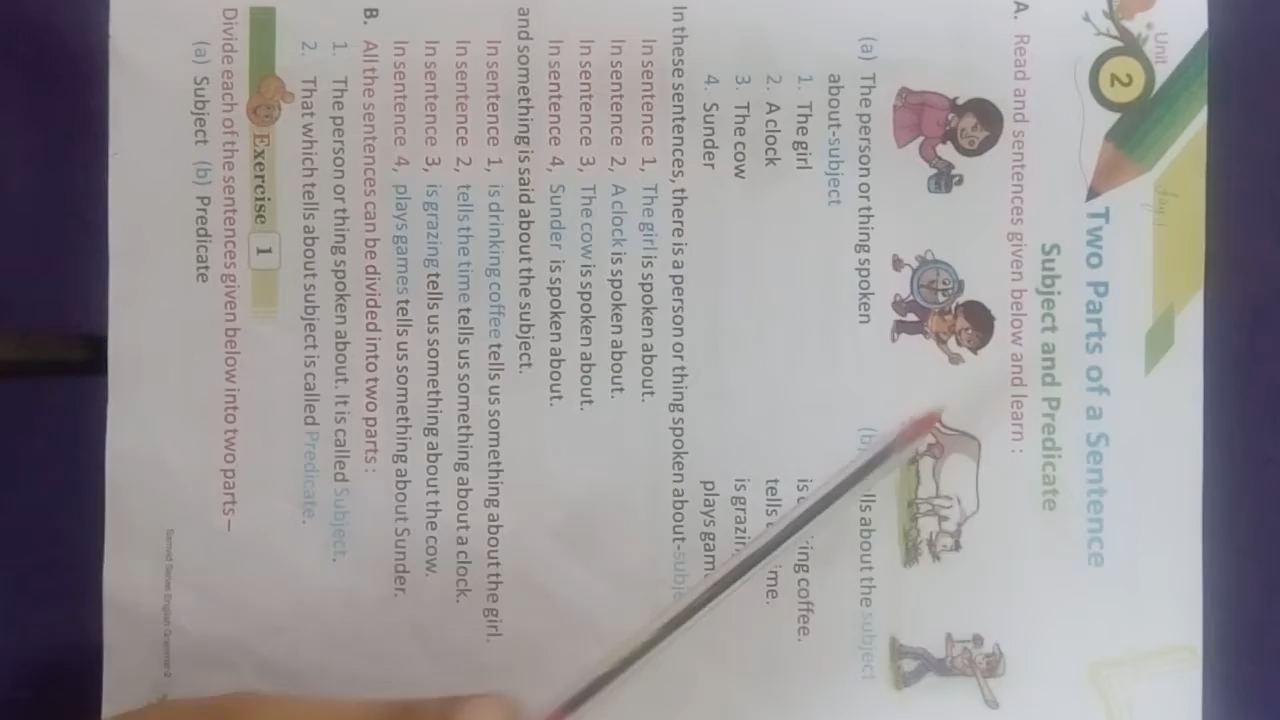 Unit
2
Two Parts of a Sentence
Subject and Predicate
A. Read and sentences given below and learn :
(a) The person or thing spoken about-subject
(b) lls about the subject
1. The girl is ing coffee.
2. A clock tells ime.
3. The cow is grazin
4. Sunder plays gam
In these sentences, there is a person or thing spoken about-subje
In sentence 1, The girl is spoken about.
In sentence 2, A clock is spoken about.
In sentence 3, The cow is spoken about.
In sentence 4, Sunder is spoken about.
and something is said about the subject.
In sentence 1, is drinking coffee tells us something about the girl.
In sentence 2, tells the time tells us something about a clock.
In sentence 3, is grazing tells us something about the cow.
In sentence 4, plays games tells us something about Sunder.
B. All the sentences can be divided into two parts :
1. The person or thing spoken about. It is called Subject.
2. That which tells about subject is called Predicate.
Exercise 1
Divide each of the sentences given below into two parts—
(a) Subject (b) Predicate
English Grammar-2